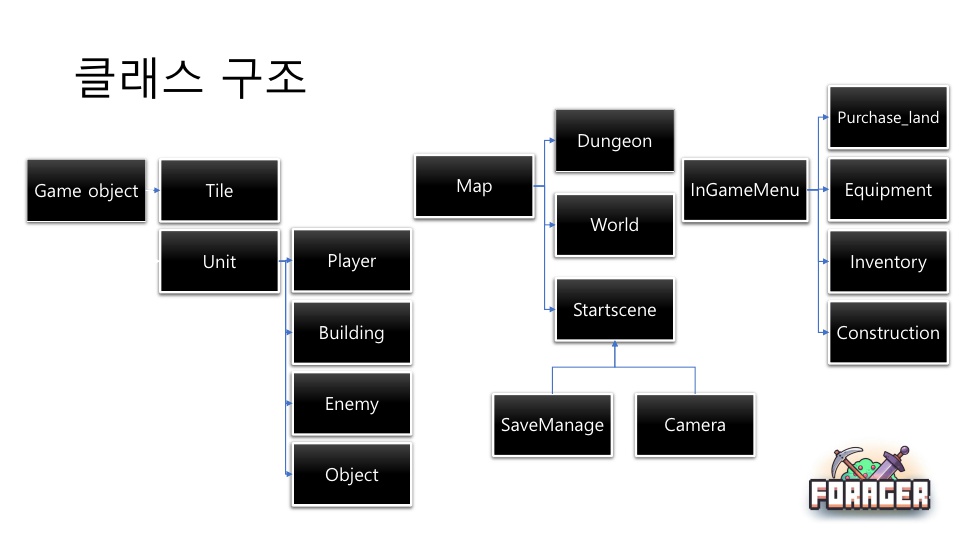 클래스 구조
Game object
Tile
Unit
Player
Building
Enemy
Object
Map
Dungeon
World
Startscene
SaveManage
Camera
InGameMenu
Purchase_land
Equipment
Inventory
Construction
FORAGER